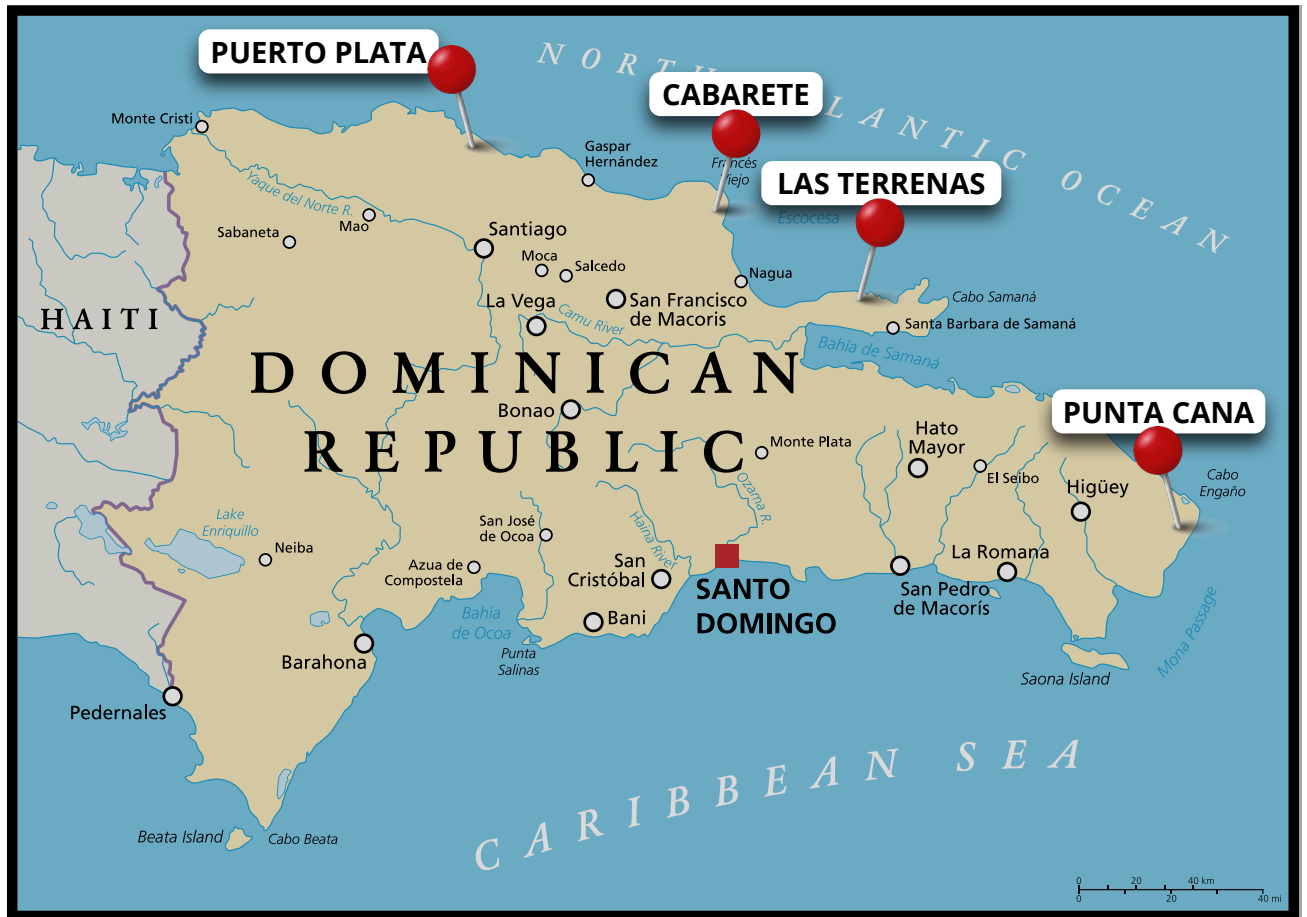 PUERTO PLATA
NORTH ATLANTIC OCEAN
CABARETE
Monte Cristi
Gaspar
Hernández
Francés
Viejo
LAS TERRENAS
Yaque del Norte R.
Mao
Sabaneta
Santiago
Escocesa
Moca
Salcedo
Nagua
La Vega
San Francisco
de Macoris
Cabo Samaná
HAITI
Camu River
Santa Barbara de Samaná
Bahía de Samaná
DOMINICAN
REPUBLIC
Bonao
PUNTA CANA
Monte Plata
Hato
Mayor
El Seibo
Cabo
Engaño
Higüey
Lake
Enriquillo
Neiba
San José
de Ocoa
Haina River
Ozama R.
Azua de
Compostela
San
Cristóbal
SANTO
DOMINGO
La Romana
San Pedro
de Macorís
Bahía
de Ocoa
Bani
Punta
Salinas
Mona Passage
Barahona
Saona Island
Pedernales
CARIBBEAN SEA
Beata Island
Cabo Beata
0 20 40 km
0 20 40 mi